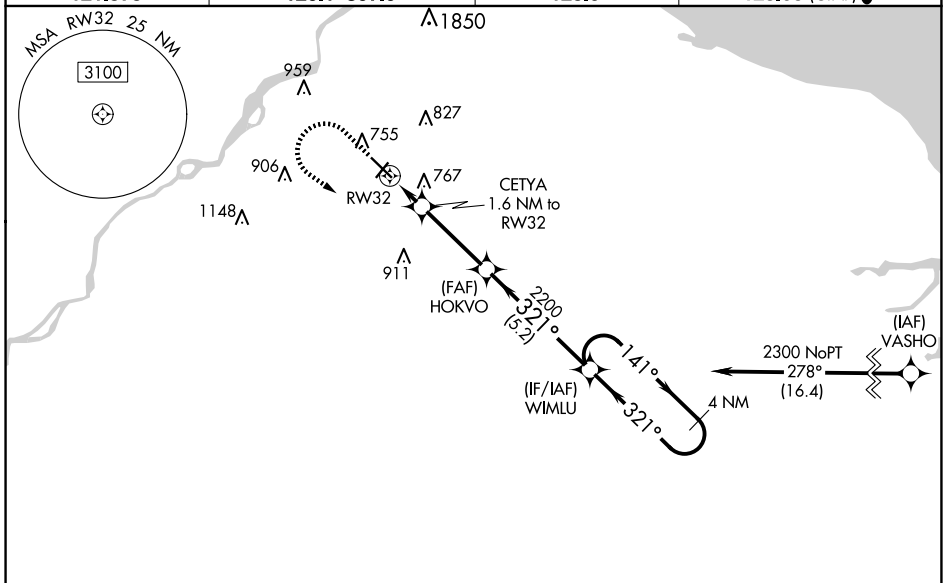 1850
MSA RW32 25 NM
3100
959
827
755
906
767
RW32
CETYA
1.6 NM to
RW32
1148
911
(FAF)
HOKVO
2200
321°
(5.2)
(IAF)
VASHO
2300 NoPT
278°
(16.4)
141°
(IF/IAF)
WIMLU
4 NM
321°